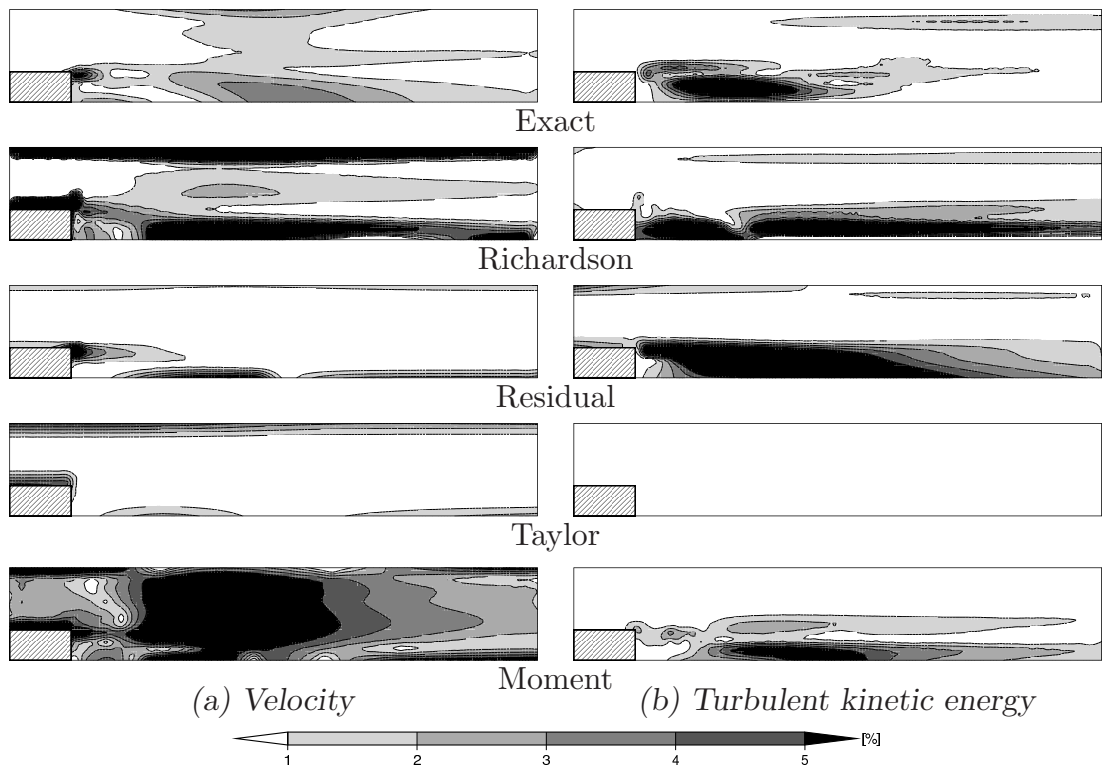 Exact
Richardson
Residual
Taylor
Moment
(a) Velocity
(b) Turbulent kinetic energy
[%]
1 2 3 4 5